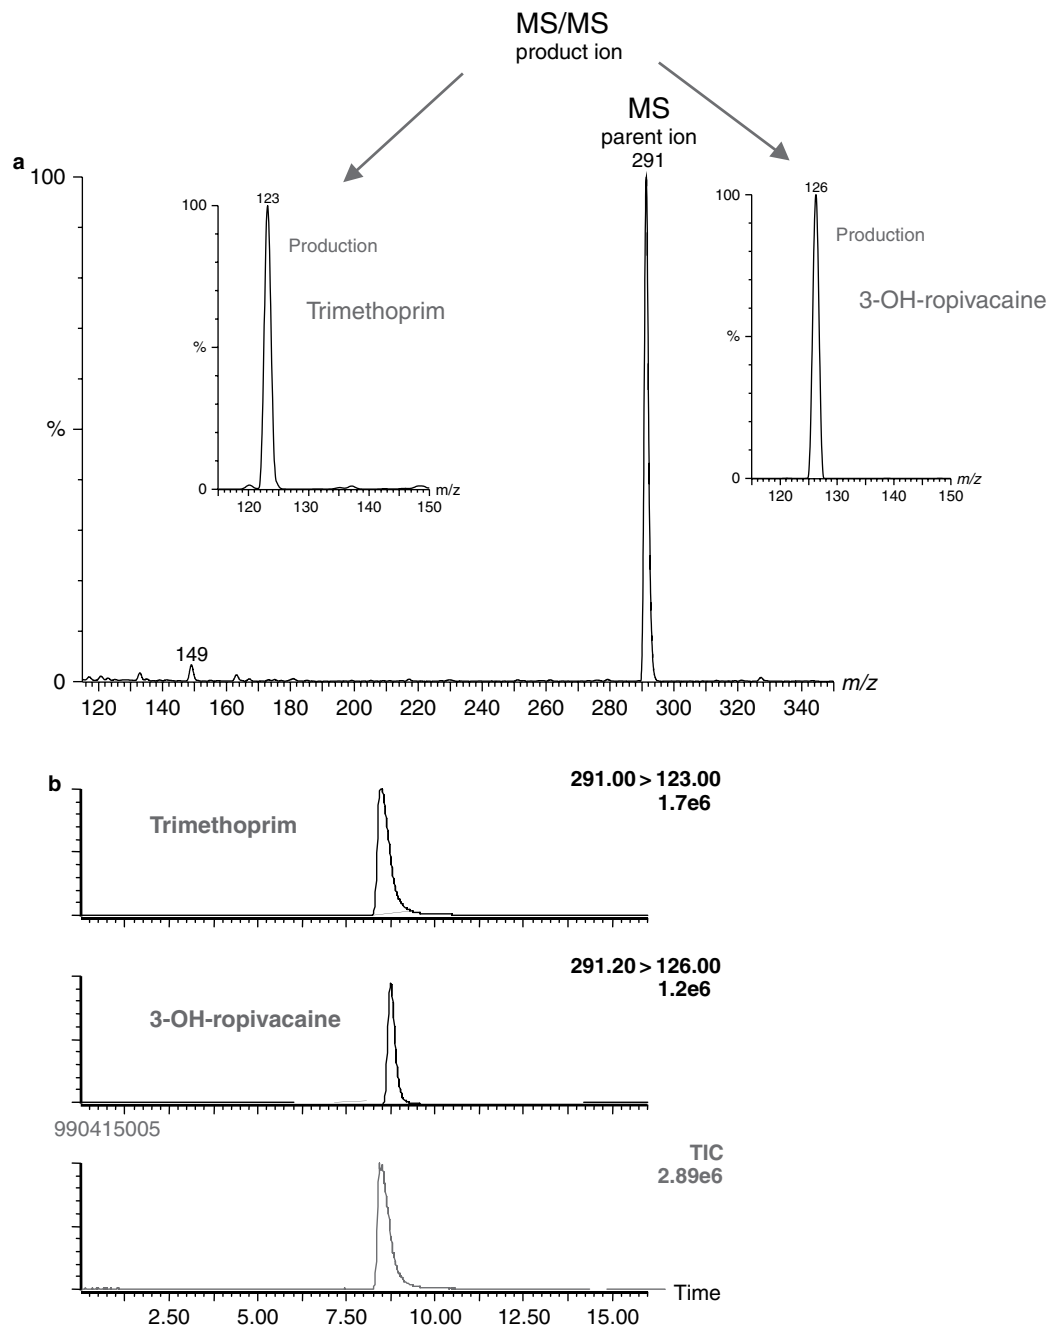 MS/MS
product ion
MS
parent ion
291
a
100
%
0
149
120 140 160 180 200 220 240 260 280 300 320 340
m/z
100
123
Production
Trimethoprim
%
0
120 130 140 150
m/z
100
126
Production
3-OH-ropivacaine
%
0
120 130 140 150
m/z
b
Trimethoprim
291.00 > 123.00
1.7e6
3-OH-ropivacaine
291.20 > 126.00
1.2e6
990415005
TIC
2.89e6
Time
2.50 5.00 7.50 10.00 12.50 15.00